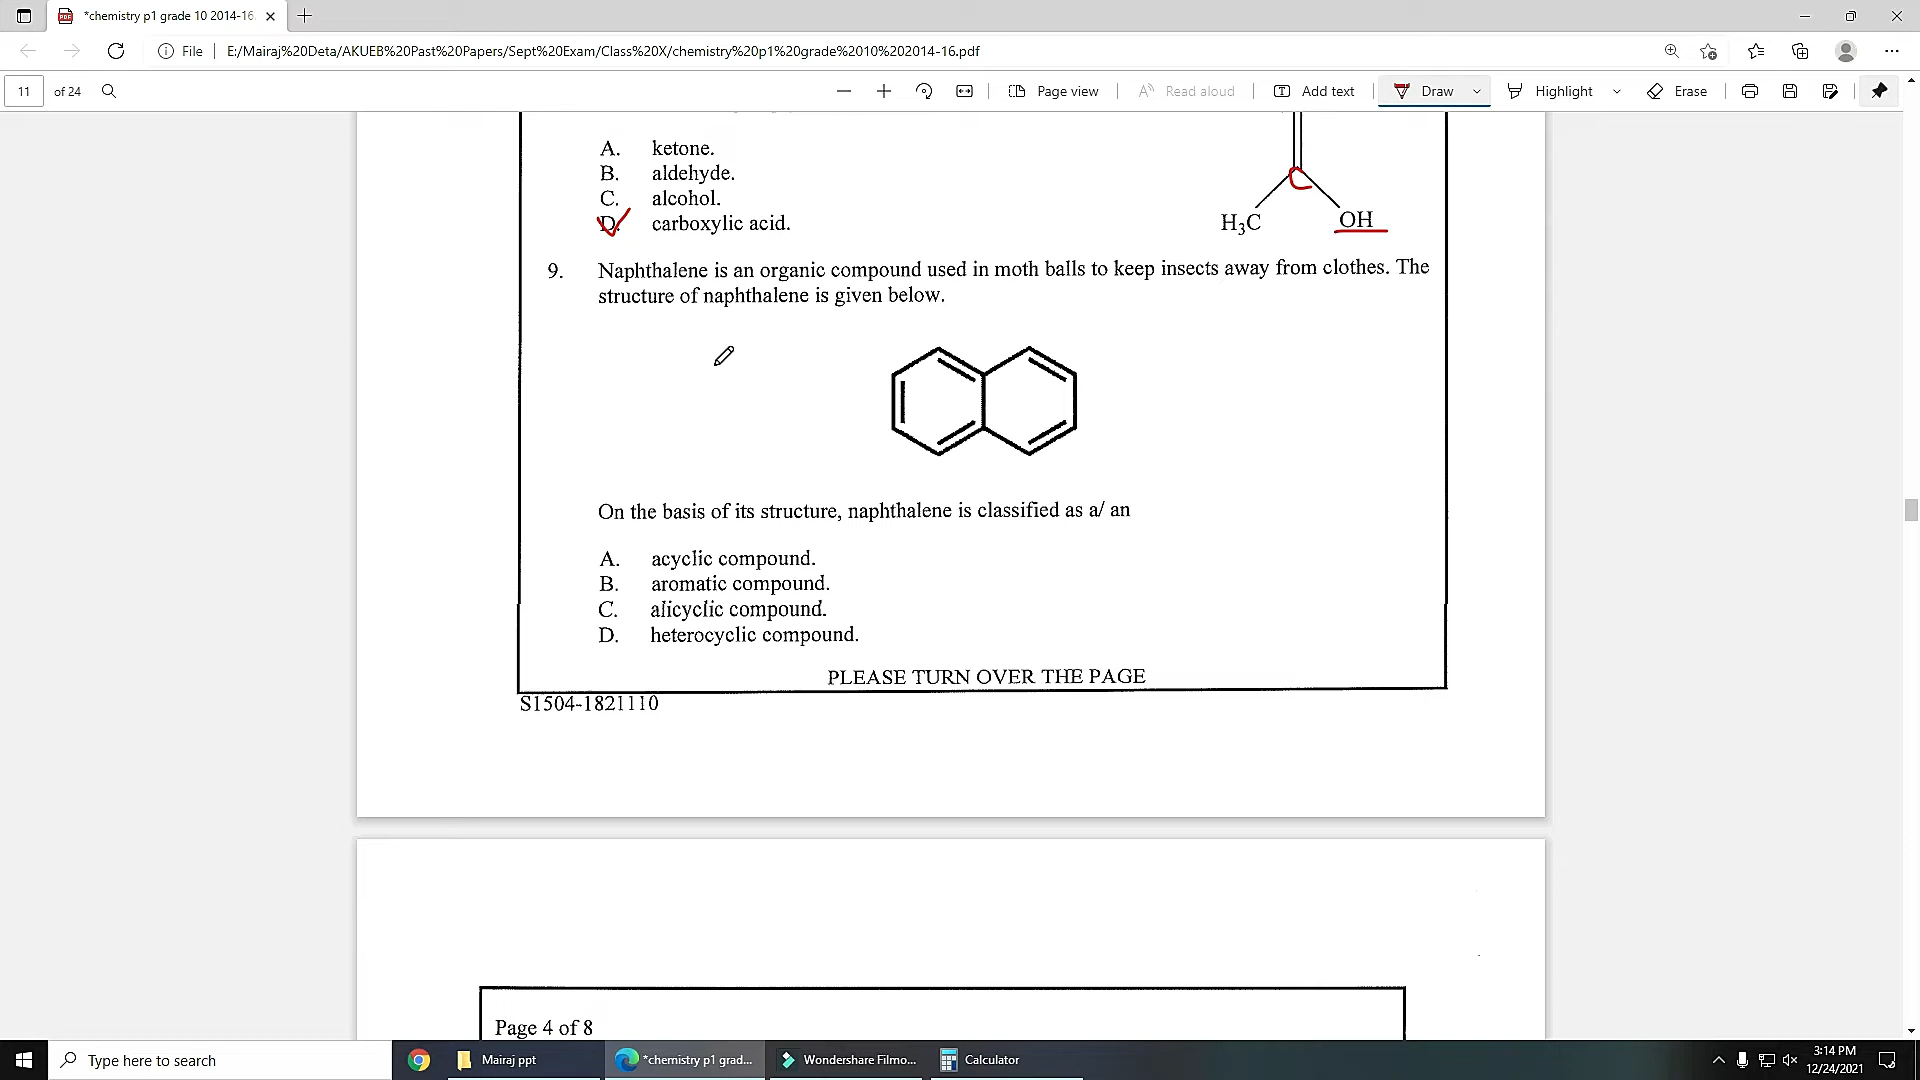 *chemistry p1 grade 10 2014-16.
File
E:/Mairaj%20Deta/AKUEB%20Past%20Papers/Sept%20Exam/Class%20X/chemistry%20p1%20grade%2010%202014-16.pdf
11 of 24
Page view
Read aloud
Add text
Draw
Highlight
Erase
A. ketone.
B. aldehyde.
C. alcohol.
D. carboxylic acid.
C
H3C
OH
9. Naphthalene is an organic compound used in moth balls to keep insects away from clothes. The
structure of naphthalene is given below.
On the basis of its structure, naphthalene is classified as a/ an
A. acyclic compound.
B. aromatic compound.
C. alicyclic compound.
D. heterocyclic compound.
PLEASE TURN OVER THE PAGE
S1504-1821110
Page 4 of 8
Type here to search
Mairaj ppt
*chemistry p1 grad...
Wondershare Filmo...
Calculator
3:14 PM
12/24/2021